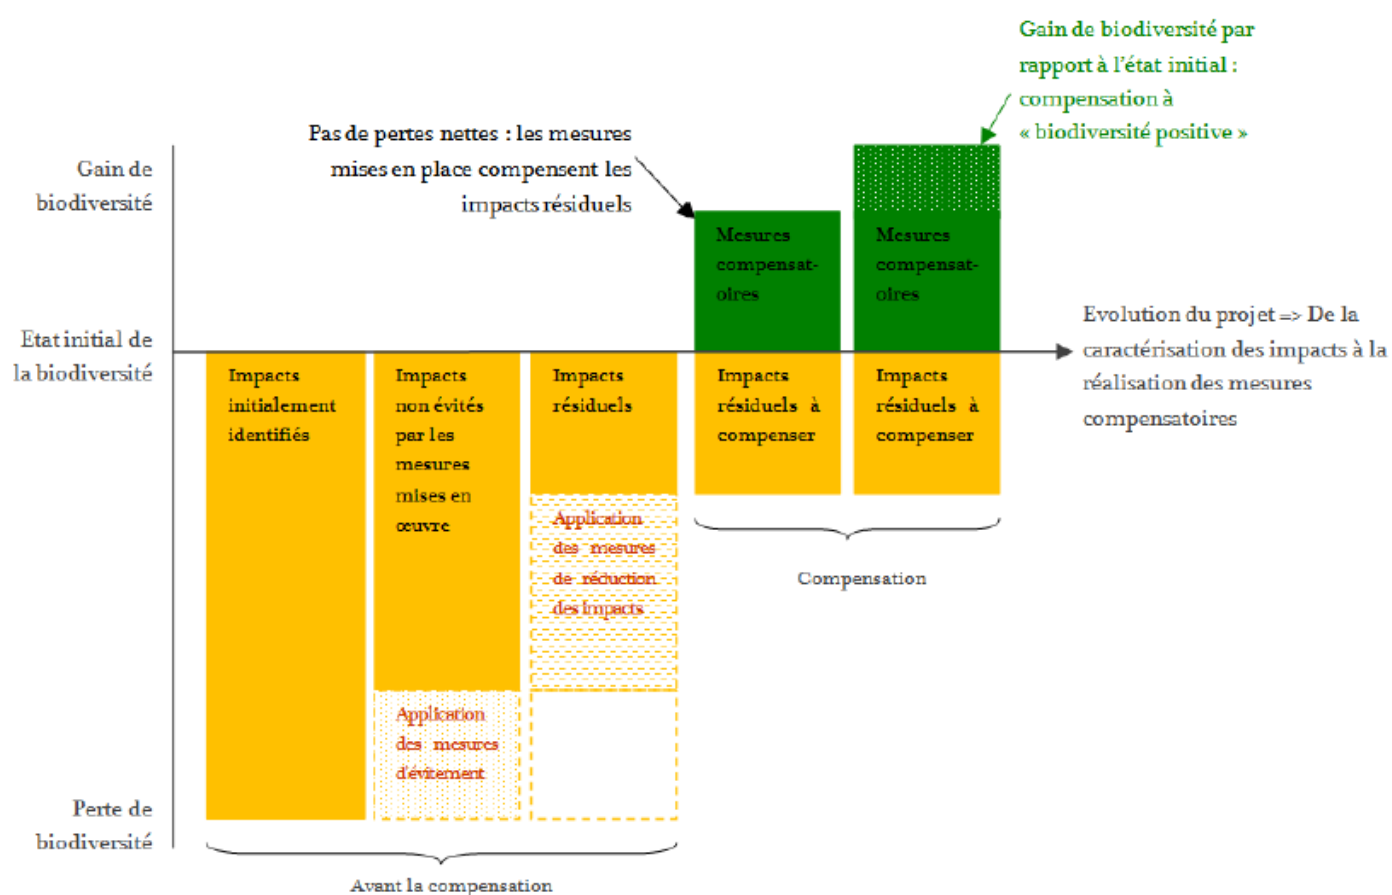 Gain de biodiversité par
rapport à l'état initial :
compensation à
« biodiversité positive »
Pas de pertes nettes : les mesures
mises en place compensent les
impacts résiduels
Gain de
biodiversité
Mesures
compensat-
oires
Mesures
compensat-
oires
Etat initial de
la biodiversité
Evolution du projet => De la
caractérisation des impacts à la
réalisation des mesures
compensatoires
Impacts
initialement
identifiés
Impacts
non évités
par les
mesures
mises en
œuvre
Impacts
résiduels
Impacts
résiduels à
compenser
Impacts
résiduels à
compenser
Application
des mesures
de réduction
des impacts
Compensation
Application
des mesures
d'évitement
Perte de
biodiversité
Avant la compensation